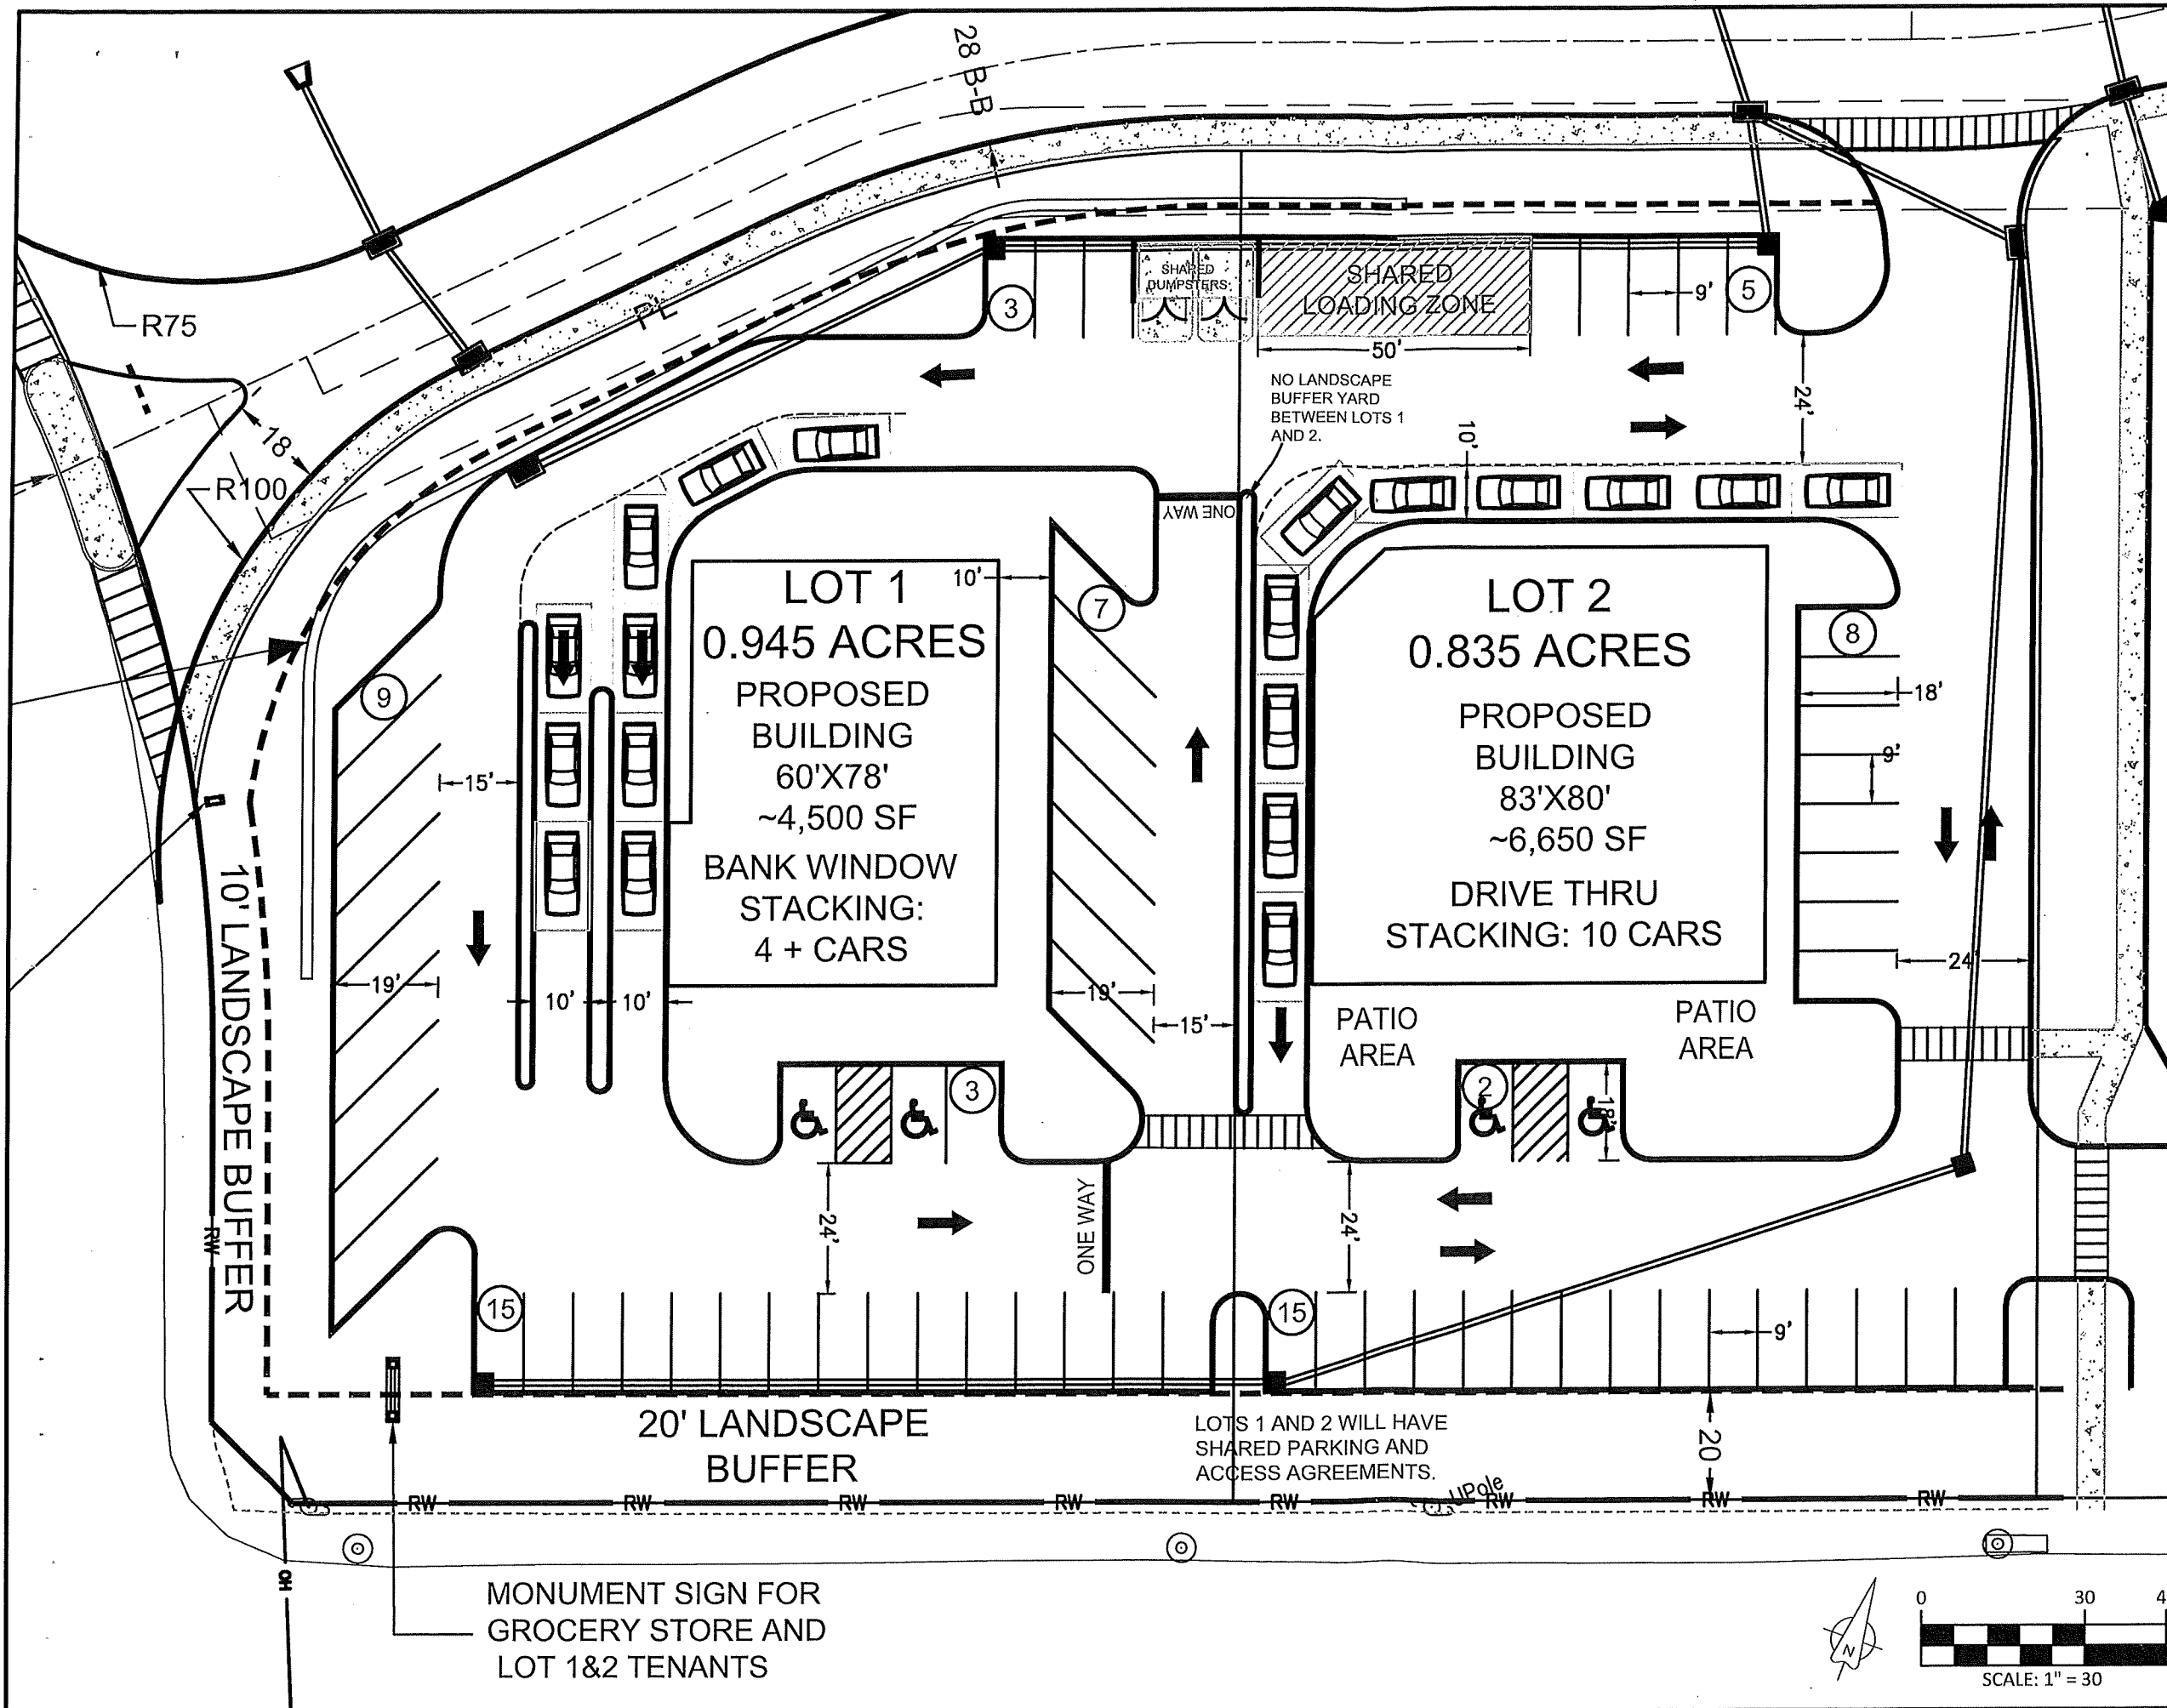 28 B-B
R75
18
R100
PL
3
SHARED
DUMPSTERS
SHARED
LOADING ZONE
50'
9'
5
24'
NO LANDSCAPE
BUFFER YARD
BETWEEN LOTS 1
AND 2.
10'
ONE WAY
LOT 1
0.945 ACRES
PROPOSED
BUILDING
60'X78'
~4,500 SF
BANK WINDOW
STACKING:
4 + CARS
10'
7
LOT 2
0.835 ACRES
PROPOSED
BUILDING
83'X80'
~6,650 SF
DRIVE THRU
STACKING: 10 CARS
8
18'
9'
24'
9
15'
19'
10'
10'
19'
15'
PATIO
AREA
PATIO
AREA
10' LANDSCAPE BUFFER
RW
3
2
18'
24'
ONE WAY
24'
15
15
9'
20' LANDSCAPE
BUFFER
LOTS 1 AND 2 WILL HAVE
SHARED PARKING AND
ACCESS AGREEMENTS.
20
UPole
RW
RW
RW
RW
RW
RW
RW
RW
OH
MONUMENT SIGN FOR
GROCERY STORE AND
LOT 1&2 TENANTS
N
0 30 4
SCALE: 1" = 30